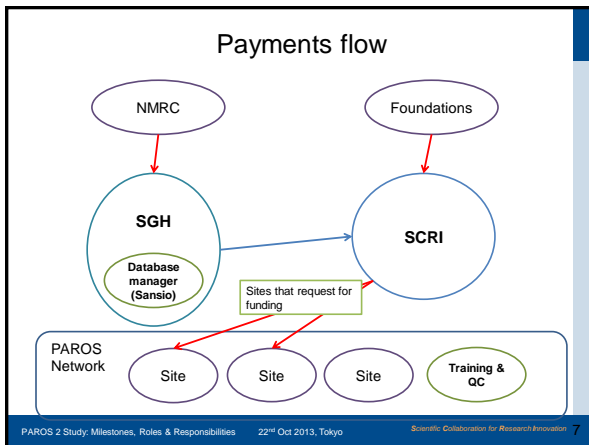 Payments flow
NMRC
Foundations
SGH
SCRI
Database
manager
(Sansio)
Sites that request for
funding
PAROS
Network
Site
Site
Site
Training &
QC
PAROS 2 Study: Milestones, Roles & Responsibilities 22nd Oct 2013, Tokyo Scientific Collaboration for Research Innovation 7